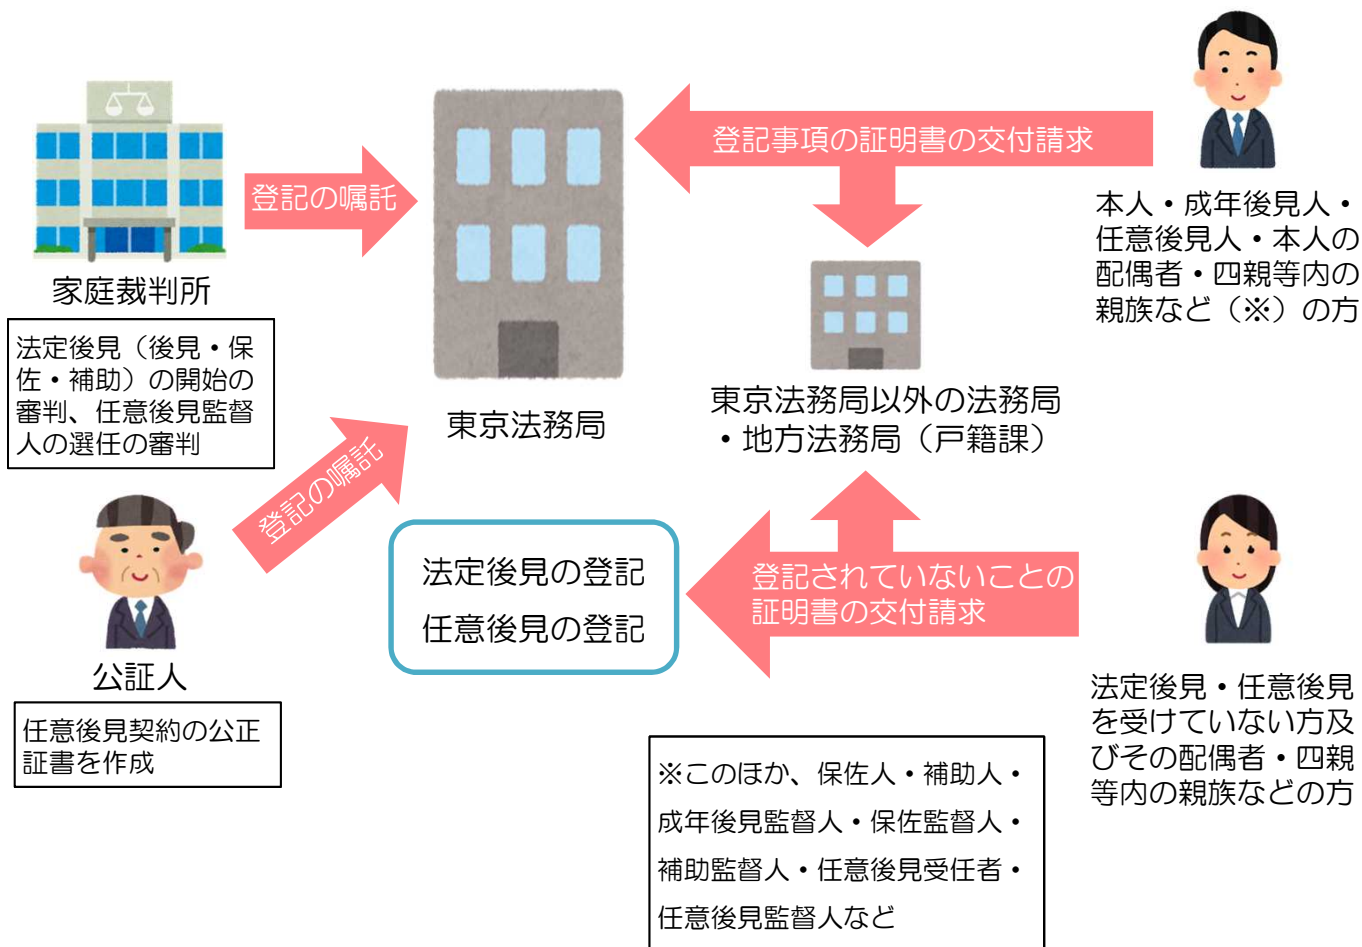 家庭裁判所
法定後見（後見・保
佐・補助）の開始の
審判、任意後見監督
人の選任の審判
登記の嘱託
公証人
任意後見契約の公正
証書を作成
登記の嘱託
東京法務局
法定後見の登記
任意後見の登記
登記事項の証明書の交付請求
本人・成年後見人・
任意後見人・本人の
配偶者・四親等内の
親族など（※）の方
東京法務局以外の法務局
・地方法務局（戸籍課）
登記されていないことの
証明書の交付請求
法定後見・任意後見
を受けていない方及
びその配偶者・四親
等内の親族などの方
※このほか、保佐人・補助人・
成年後見監督人・保佐監督人・
補助監督人・任意後見受任者・
任意後見監督人など